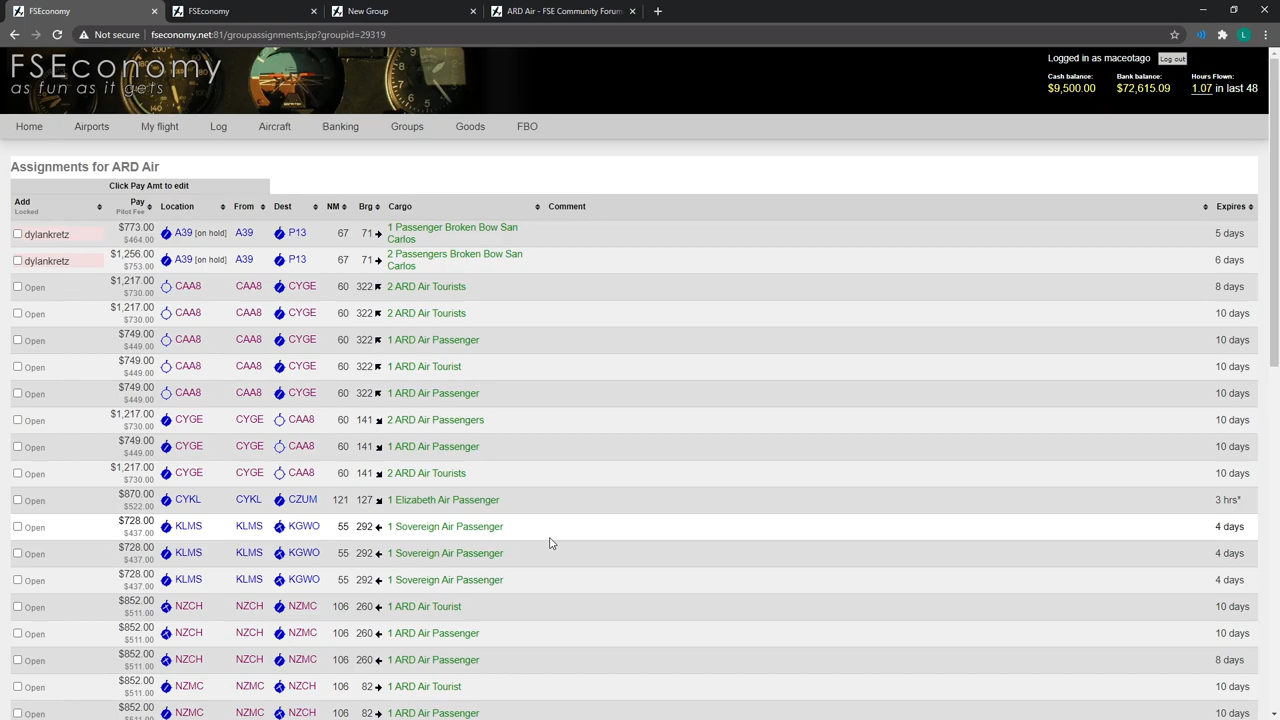 FSEconomy
FSEconomy
New Group
ARD Air - FSE Community Forum
Not secure
fseconomy.net:81/groupassignments.jsp?groupid=29319
L
FSEconomy
as fun as it gets
Logged in as maceotago Log out
Cash balance: Bank balance: Hours Flown:
$9,500.00 $72,615.09 1.07 in last 48
Home Airports My flight Log Aircraft Banking Groups Goods FBO
Assignments for ARD Air
Click Pay Amt to edit
Add Locked Pay Pilot Fee Location From Dest NM Brg Cargo Comment Expires
dylankretz $773.00 $464.00 A39 [on hold] A39 P13 67 71 1 Passenger Broken Bow San Carlos 5 days
dylankretz $1,256.00 $753.00 A39 [on hold] A39 P13 67 71 2 Passengers Broken Bow San Carlos 6 days
Open $1,217.00 $730.00 CAA8 CAA8 CYGE 60 322 2 ARD Air Tourists 8 days
Open $1,217.00 $730.00 CAA8 CAA8 CYGE 60 322 2 ARD Air Tourists 10 days
Open $749.00 $449.00 CAA8 CAA8 CYGE 60 322 1 ARD Air Passenger 10 days
Open $749.00 $449.00 CAA8 CAA8 CYGE 60 322 1 ARD Air Tourist 10 days
Open $749.00 $449.00 CAA8 CAA8 CYGE 60 322 1 ARD Air Passenger 10 days
Open $1,217.00 $730.00 CYGE CYGE CAA8 60 141 2 ARD Air Passengers 10 days
Open $749.00 $449.00 CYGE CYGE CAA8 60 141 1 ARD Air Passenger 10 days
Open $1,217.00 $730.00 CYGE CYGE CAA8 60 141 2 ARD Air Tourists 10 days
Open $870.00 $522.00 CYKL CYKL CZUM 121 127 1 Elizabeth Air Passenger 3 hrs*
Open $728.00 $437.00 KLMS KLMS KGWO 55 292 1 Sovereign Air Passenger 4 days
Open $728.00 $437.00 KLMS KLMS KGWO 55 292 1 Sovereign Air Passenger 4 days
Open $728.00 $437.00 KLMS KLMS KGWO 55 292 1 Sovereign Air Passenger 4 days
Open $852.00 $511.00 NZCH NZCH NZMC 106 260 1 ARD Air Tourist 10 days
Open $852.00 $511.00 NZCH NZCH NZMC 106 260 1 ARD Air Passenger 10 days
Open $852.00 $511.00 NZCH NZCH NZMC 106 260 1 ARD Air Passenger 8 days
Open $852.00 $511.00 NZMC NZMC NZCH 106 82 1 ARD Air Tourist 10 days
Open $852.00 $511.00 NZMC NZMC NZCH 106 82 1 ARD Air Passenger 10 days